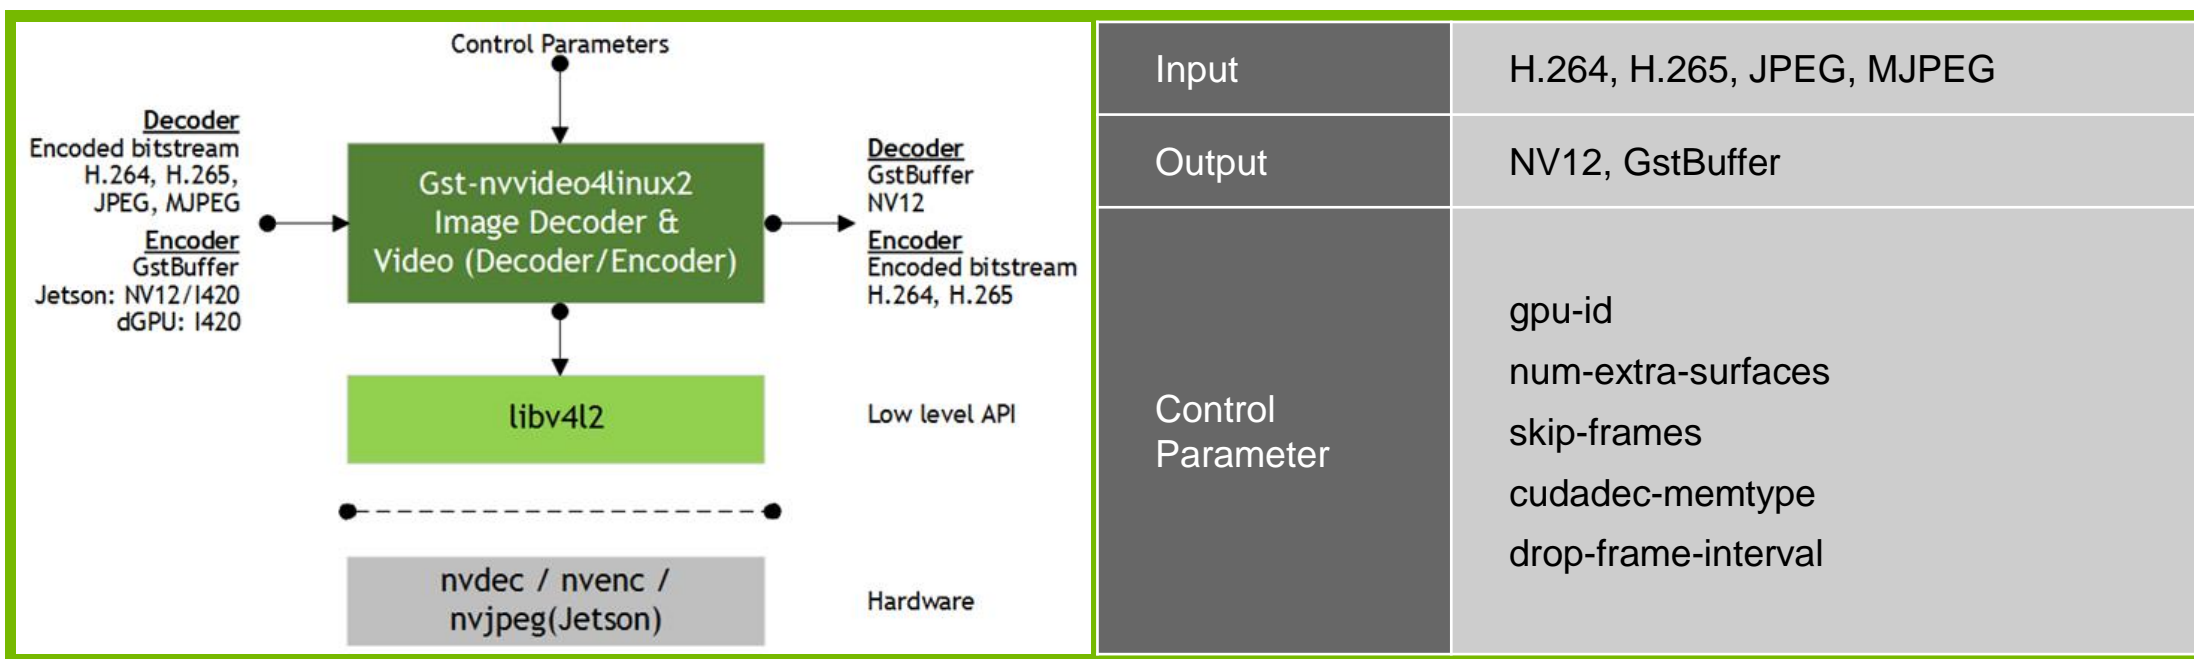 Control Parameters
Decoder
Encoded bitstream
H.264, H.265,
JPEG, MJPEG
Encoder
GstBuffer
Jetson: NV12/I420
dGPU: I420
Gst-nvvideo4linux2
Image Decoder &
Video (Decoder/Encoder)
Decoder
GstBuffer
NV12
Encoder
Encoded bitstream
H.264, H.265
libv4l2
Low level API
nvdec / nvenc /
nvjpeg(Jetson)
Hardware
Input
H.264, H.265, JPEG, MJPEG
Output
NV12, GstBuffer
Control
Parameter
gpu-id
num-extra-surfaces
skip-frames
cudadec-memtype
drop-frame-interval